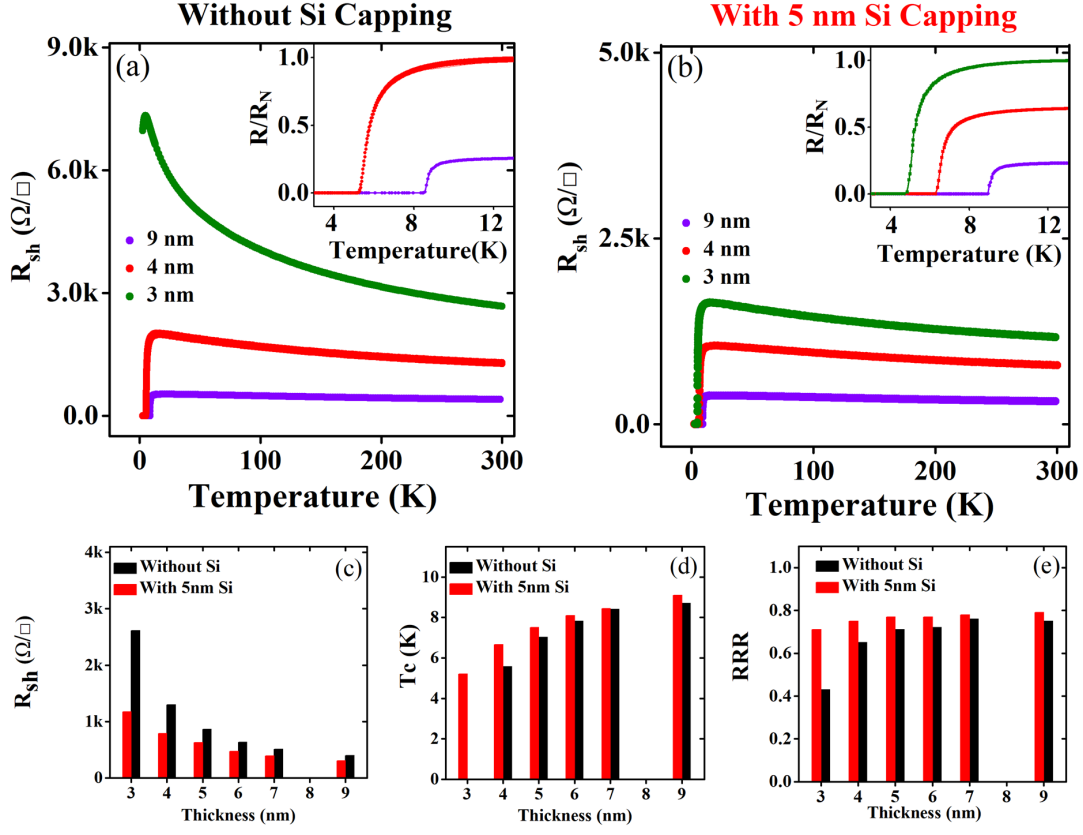 Without Si Capping
With 5 nm Si Capping
(a)
9.0k
6.0k
3.0k
0.0
R_sh (Ω/□)
0
100
200
300
Temperature (K)
9 nm
4 nm
3 nm
1.0
0.5
0.0
R/R_N
4
8
12
Temperature(K)
(b)
5.0k
2.5k
0.0
R_sh (Ω/□)
0
100
200
300
Temperature (K)
9 nm
4 nm
3 nm
1.0
0.5
0.0
R/R_N
4
8
12
Temperature(K)
(c)
Without Si
With 5nm Si
4k
3k
2k
1k
0
R_sh (Ω/□)
3 4 5 6 7 8 9
Thickness (nm)
(d)
Without Si
With 5nm Si
10
8
6
4
2
0
Tc (K)
3 4 5 6 7 8 9
Thickness (nm)
(e)
Without Si
With 5nm Si
1.0
0.8
0.6
0.4
0.2
0.0
RRR
3 4 5 6 7 8 9
Thickness (nm)